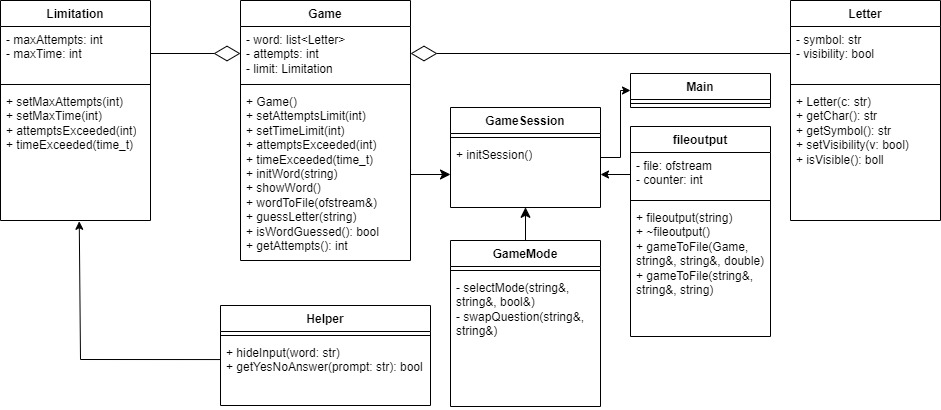 Limitation
- maxAttempts: int
- maxTime: int
+ setMaxAttempts(int)
+ setMaxTime(int)
+ attemptsExceeded(int)
+ timeExceeded(time_t)
Game
- word: list<Letter>
- attempts: int
- limit: Limitation
+ Game()
+ setAttemptsLimit(int)
+ setTimeLimit(int)
+ attemptsExceeded(int)
+ timeExceeded(time_t)
+ initWord(string)
+ showWord()
+ wordToFile(ofstream&)
+ guessLetter(string)
+ isWordGuessed(): bool
+ getAttempts(): int
Letter
- symbol: str
- visibility: bool
+ Letter(c: str)
+ getChar(): str
+ getSymbol(): str
+ setVisibility(v: bool)
+ isVisible(): boll
Main
GameSession
+ initSession()
fileoutput
- file: ofstream
- counter: int
+ fileoutput(string)
+ ~fileoutput()
+ gameToFile(Game,
string&, string&, double)
+ gameToFile(string&,
string&, string)
GameMode
- selectMode(string&,
string&, bool&)
- swapQuestion(string&,
string&)
Helper
+ hideInput(word: str)
+ getYesNoAnswer(prompt: str): bool